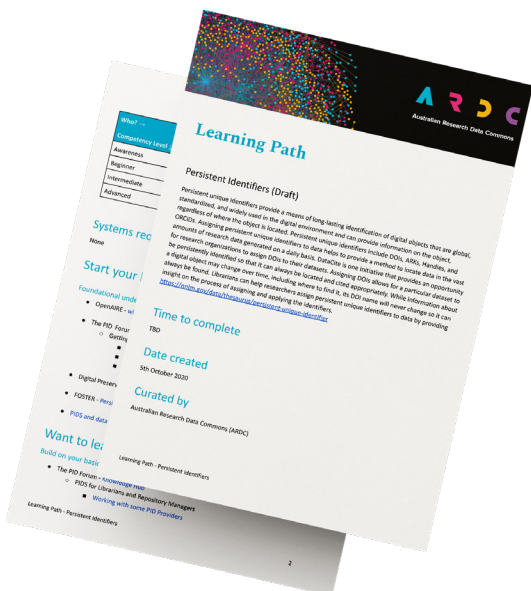 A R D C
Australian Research Data Commons
Learning Path
Persistent Identifiers (Draft)
Persistent unique identifiers provide a means of long-lasting identification of digital objects that are global,
standardized, and widely used in the digital environment and can provide information on the object,
regardless of where the object is located. Persistent unique identifiers include DOIs, ARKs, Handles, and
ORCIDs. Assigning persistent unique identifiers to data helps to provide a method to locate data in the vast
amounts of research data generated on a daily basis. DataCite is one initiative that provides an opportunity
for research organizations to assign DOIs to their datasets. Assigning DOIs allows for a particular dataset to
be persistently identified so that it can always be located and cited appropriately. While information about
a digital object may change over time, including where to find it, its DOI name will never change so it can
always be found. Librarians can help researchers assign persistent unique identifiers to data by providing
insight on the process of assigning and applying the identifiers.
https://nnlm.gov/data/thesaurus/persistent-unique-identifier
Time to complete
TBD
Date created
5th October 2020
Curated by
Australian Research Data Commons (ARDC)
Learning Path - Persistent Identifiers
Who? →
Competency Level
Awareness
Beginner
Intermediate
Advanced
Systems req
None
Start your
Foundational unde
OpenAIRE - w
The PID Forum
Getting
Digital Preserv
FOSTER - Persi
PIDS and data
Want to lea
Build on your basic
The PID Forum - Knowledge Hub
PIDS for Librarians and Repository Managers
Working with some PID Providers
Learning Path - Persistent Identifiers
2